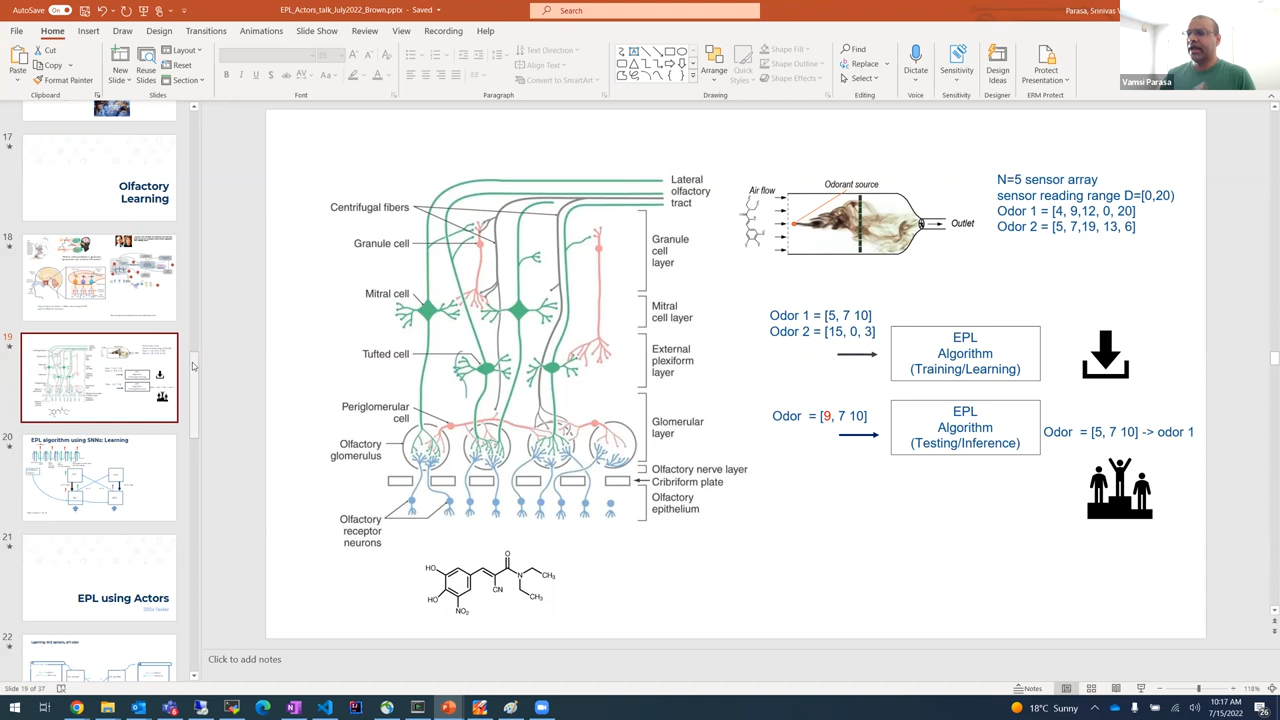 AutoSave On
EPL_Actors_talk_July2022_Brown.pptx - Saved
Search
Parasa, Srinivas
File Home Insert Draw Design Transitions Animations Slide Show Review View Recording Help
Paste
Cut
Copy
Format Painter
Clipboard
New Slide
Reuse Slides
Layout
Reset
Section
Slides
Font
Text Direction
Align Text
Convert to SmartArt
Paragraph
Arrange
Quick Styles
Shape Fill
Shape Outline
Shape Effects
Drawing
Find
Replace
Select
Editing
Dictate
Voice
Sensitivity
Sensitivity
Design Ideas
Designer
Protect Presentation
ERM Protect
Vamsi Parasa
17
Olfactory
Learning
18
19
20
EPL algorithm using SNNs: Learning
21
EPL using Actors
300x faster
22
Lateral
olfactory
tract
Centrifugal fibers
Granule cell
Granule
cell
layer
Mitral cell
Mitral
cell layer
Tufted cell
External
plexiform
layer
Periglomerular
cell
Glomerular
layer
Olfactory
glomerulus
Olfactory nerve layer
Cribriform plate
Olfactory
epithelium
Olfactory
receptor
neurons
HO
HO
NO2
O
CN
N
CH3
CH3
Air flow
Odorant source
Outlet
N=5 sensor array
sensor reading range D=[0,20)
Odor 1 = [4, 9,12, 0, 20]
Odor 2 = [5, 7,19, 13, 6]
Odor 1 = [5, 7 10]
Odor 2 = [15, 0, 3]
EPL
Algorithm
(Training/Learning)
Odor = [9, 7 10]
EPL
Algorithm
(Testing/Inference)
Odor = [5, 7 10] -> odor 1
Click to add notes
Slide 19 of 37
Notes
118%
18°C Sunny
10:17 AM
7/15/2022
26